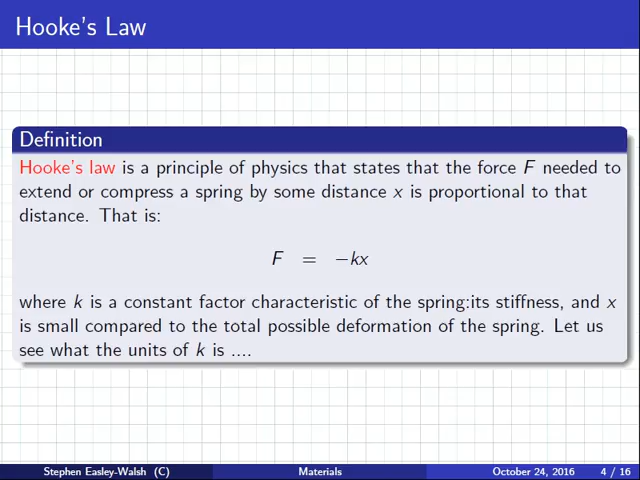 Hooke's Law
Definition
Hooke's law is a principle of physics that states that the force F needed to
extend or compress a spring by some distance x is proportional to that
distance. That is:
F = −kx
where k is a constant factor characteristic of the spring:its stiffness, and x
is small compared to the total possible deformation of the spring. Let us
see what the units of k is ....
Stephen Easley-Walsh (C) Materials October 24, 2016 4 / 16